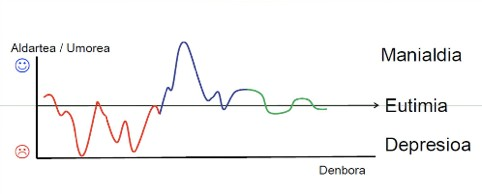 Aldartea / Umorea
Manialdia
Eutimia
Depresioa
Denbora